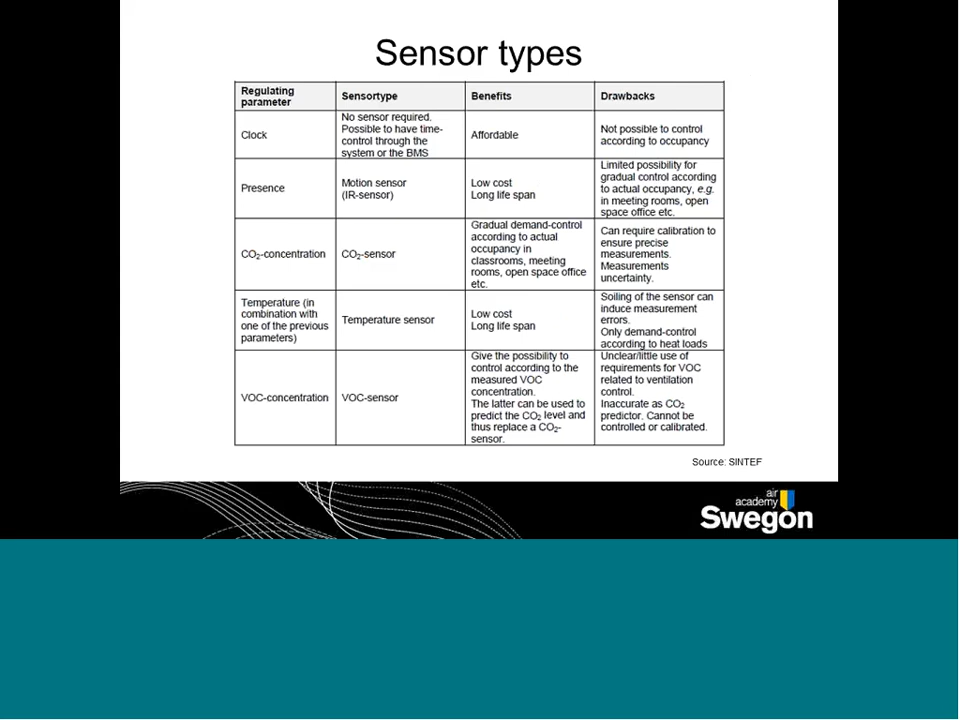 Sensor types
Regulating
parameter
Sensortype
Benefits
Drawbacks
Clock
No sensor required.
Possible to have time-
control through the
system or the BMS
Affordable
Not possible to control
according to occupancy
Presence
Motion sensor
(IR-sensor)
Low cost
Long life span
Limited possibility for
gradual control according
to actual occupancy, e.g.
in meeting rooms, open
space office etc.
CO₂-concentration
CO₂-sensor
Gradual demand-control
according to actual
occupancy in
classrooms, meeting
rooms, open space office
etc.
Can require calibration to
ensure precise
measurements.
Measurements
uncertainty.
Temperature (in
combination with
one of the previous
parameters)
Temperature sensor
Low cost
Long life span
Soiling of the sensor can
induce measurement
errors.
Only demand-control
according to heat loads
VOC-concentration
VOC-sensor
Give the possibility to
control according to the
measured VOC
concentration.
The latter can be used to
predict the CO₂ level and
thus replace a CO₂-
sensor.
Unclear/little use of
requirements for VOC
related to ventilation
control.
Inaccurate as CO₂
predictor. Cannot be
controlled or calibrated.
Source: SINTEF
air
academy
Swegon